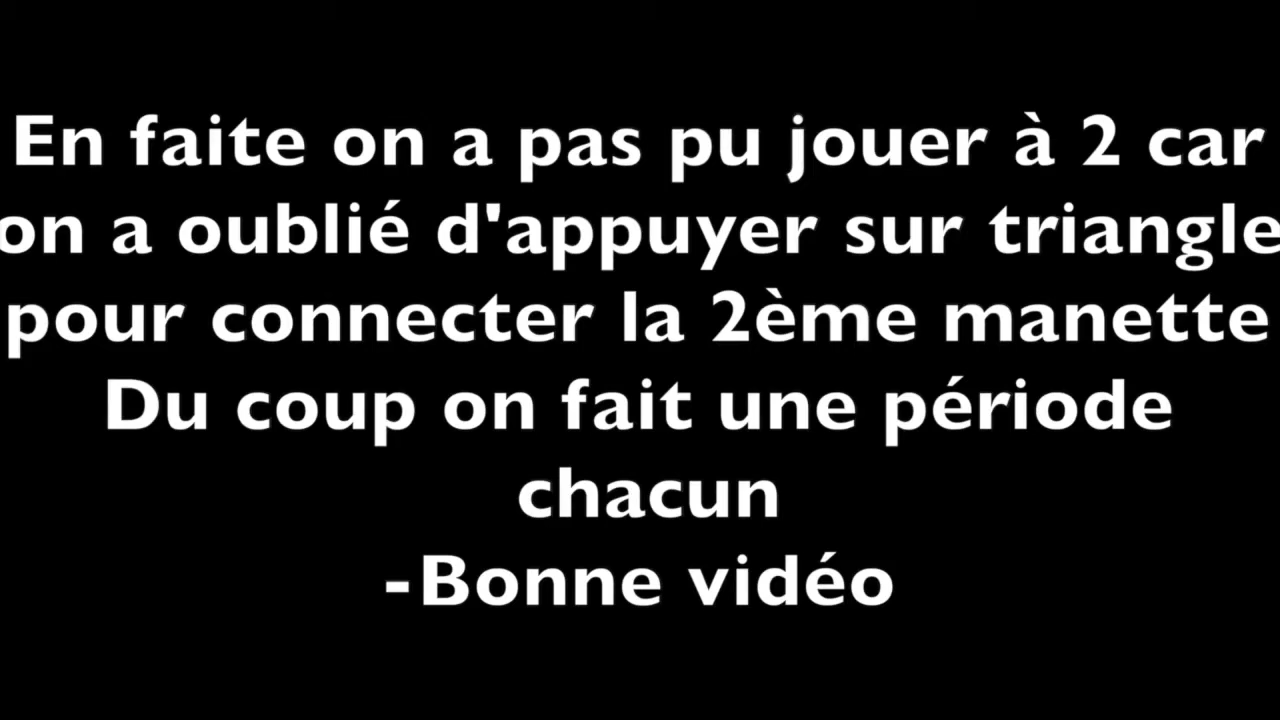 En faite on a pas pu jouer à 2 car
on a oublié d'appuyer sur triangle
pour connecter la 2ème manette
Du coup on fait une période
chacun
-Bonne vidéo